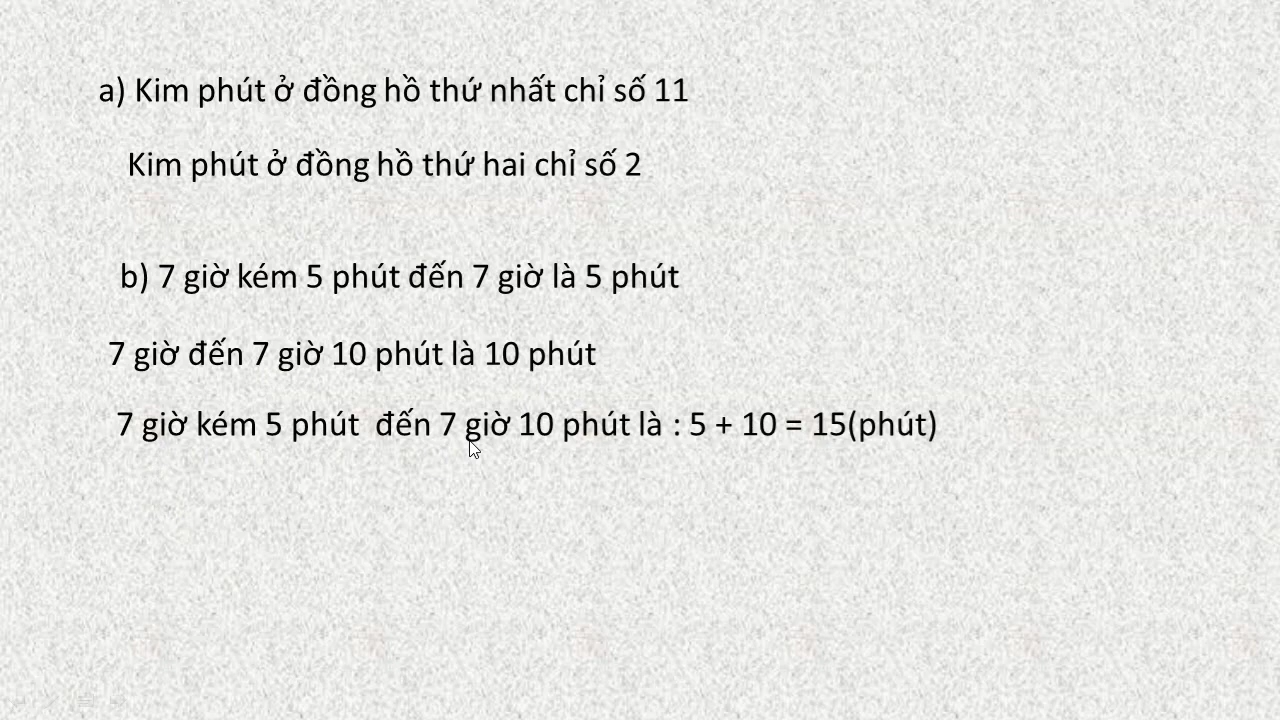 a) Kim phút ở đồng hồ thứ nhất chỉ số 11
Kim phút ở đồng hồ thứ hai chỉ số 2
b) 7 giờ kém 5 phút đến 7 giờ là 5 phút
7 giờ đến 7 giờ 10 phút là 10 phút
7 giờ kém 5 phút  đến 7 giờ 10 phút là : 5 + 10 = 15(phút)